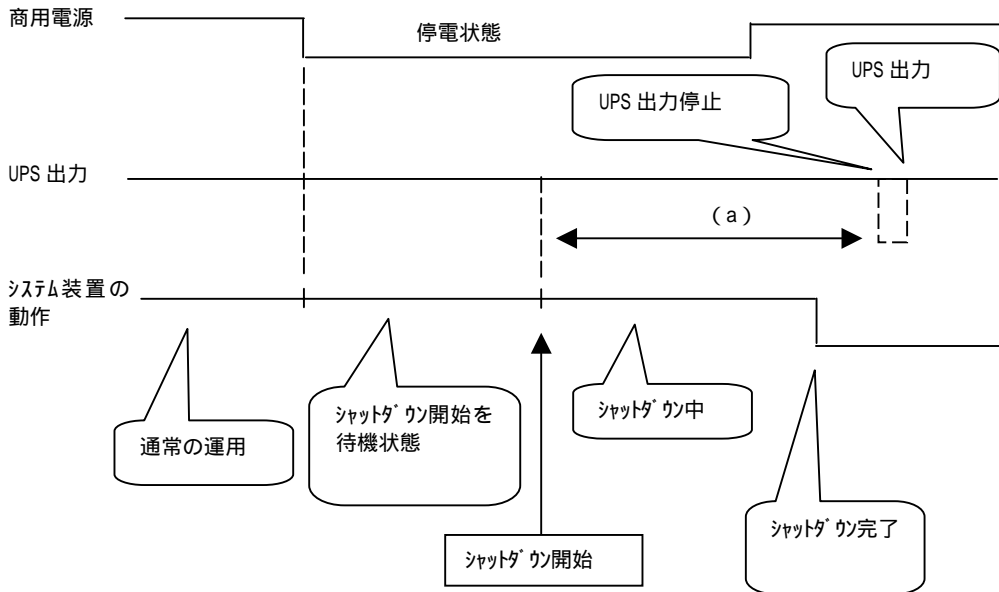 商用電源
停電状態
UPS 出力
UPS 出力停止
UPS 出力
(a)
ｼｽﾃﾑ装置の
動作
通常の運用
ｼｬｯﾄﾀﾞｳﾝ開始を
待機状態
ｼｬｯﾄﾀﾞｳﾝ中
ｼｬｯﾄﾀﾞｳﾝ完了
ｼｬｯﾄﾀﾞｳﾝ開始